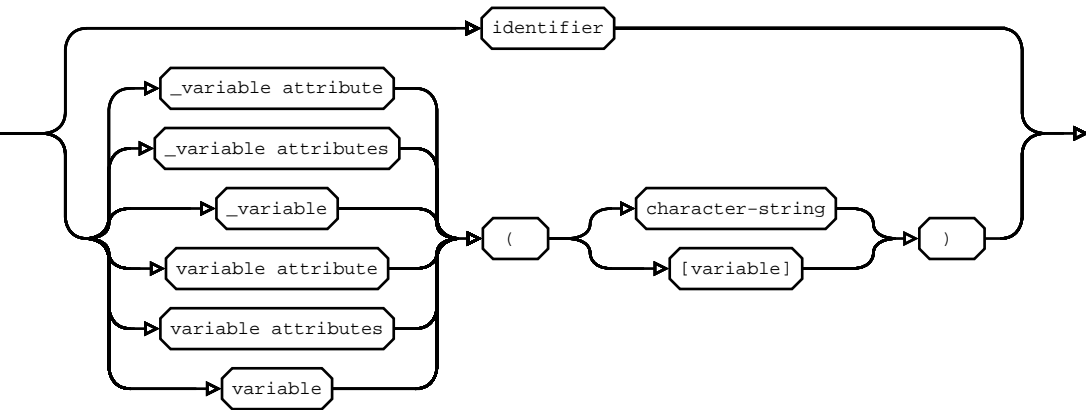 identifier
_variable attribute
_variable attributes
_variable
variable attribute
variable attributes
variable
(
character-string
[variable]
)